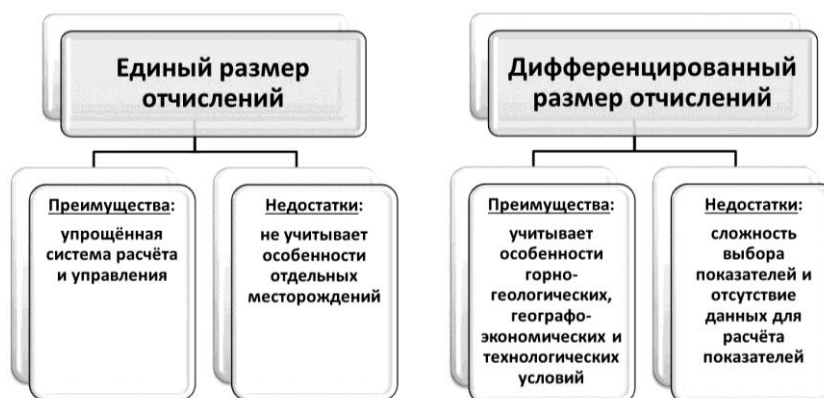 Единый размер
отчислений
Преимущества:
упрощённая
система расчёта
и управления
Недостатки:
не учитывает
особенности
отдельных
месторождений
Дифференцированный
размер отчислений
Преимущества:
учитывает
особенности
горно-
геологических,
географо-
экономических и
технологических
условий
Недостатки:
сложность
выбора
показателей и
отсутствие
данных для
расчёта
показателей